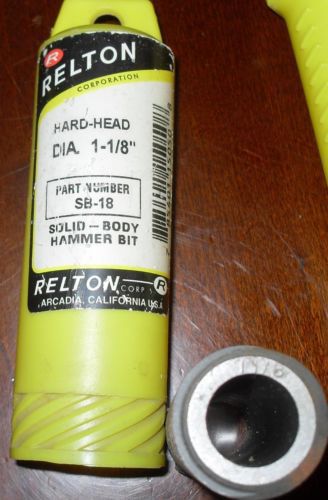 R
RELTON
CORPORATION
HARD-HEAD
DIA. 1-1/8"
PART NUMBER
SB-18
SOLID-BODY
HAMMER BIT
RELTON CORP R
ARCADIA, CALIFORNIA U.S.A